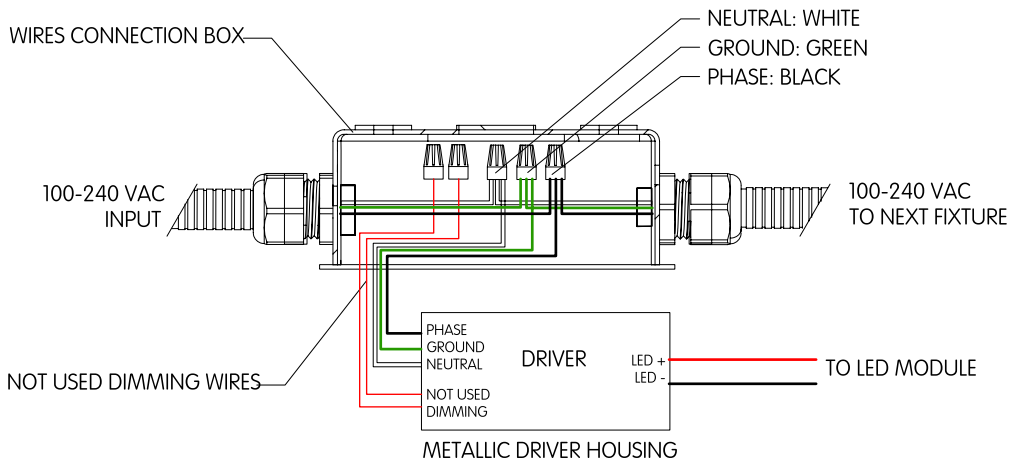 NEUTRAL: WHITE
GROUND: GREEN
PHASE: BLACK
WIRES CONNECTION BOX
100-240 VAC
INPUT
100-240 VAC
TO NEXT FIXTURE
PHASE
GROUND
NEUTRAL
NOT USED
DIMMING
DRIVER
LED +
LED -
TO LED MODULE
NOT USED DIMMING WIRES
METALLIC DRIVER HOUSING